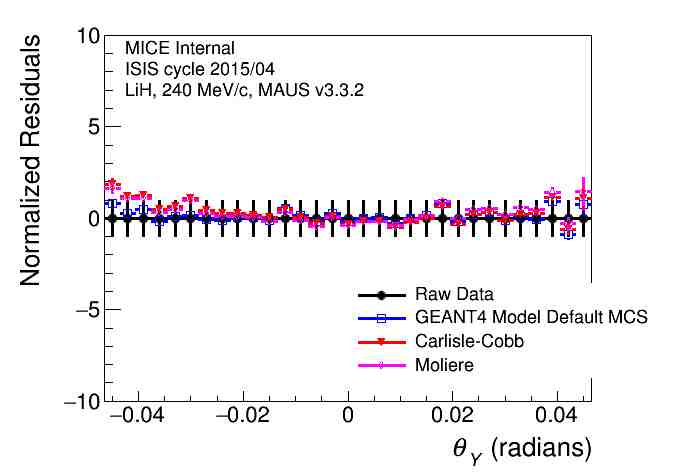 Normalized Residuals
10
5
0
−5
−10
MICE Internal
ISIS cycle 2015/04
LiH, 240 MeV/c, MAUS v3.3.2
Raw Data
GEANT4 Model Default MCS
Carlisle-Cobb
Moliere
−0.04 −0.02 0 0.02 0.04
θ_Y (radians)